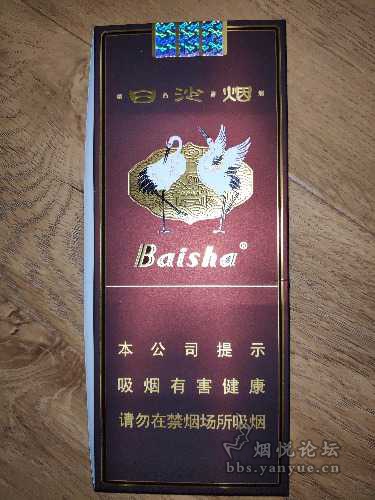 白沙烟
Baisha®
本公司提示
吸烟有害健康
请勿在禁烟场所吸烟
烟悦论坛
bbs.yanyue.cn